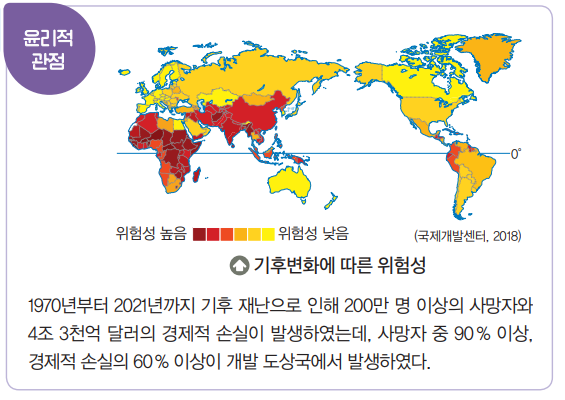 윤리적
관점
0°
위험성 높음 위험성 낮음
(국제개발센터, 2018)
기후변화에 따른 위험성
1970년부터 2021년까지 기후 재난으로 인해 200만 명 이상의 사망자와
4조 3천억 달러의 경제적 손실이 발생하였는데, 사망자 중 90% 이상,
경제적 손실의 60% 이상이 개발 도상국에서 발생하였다.